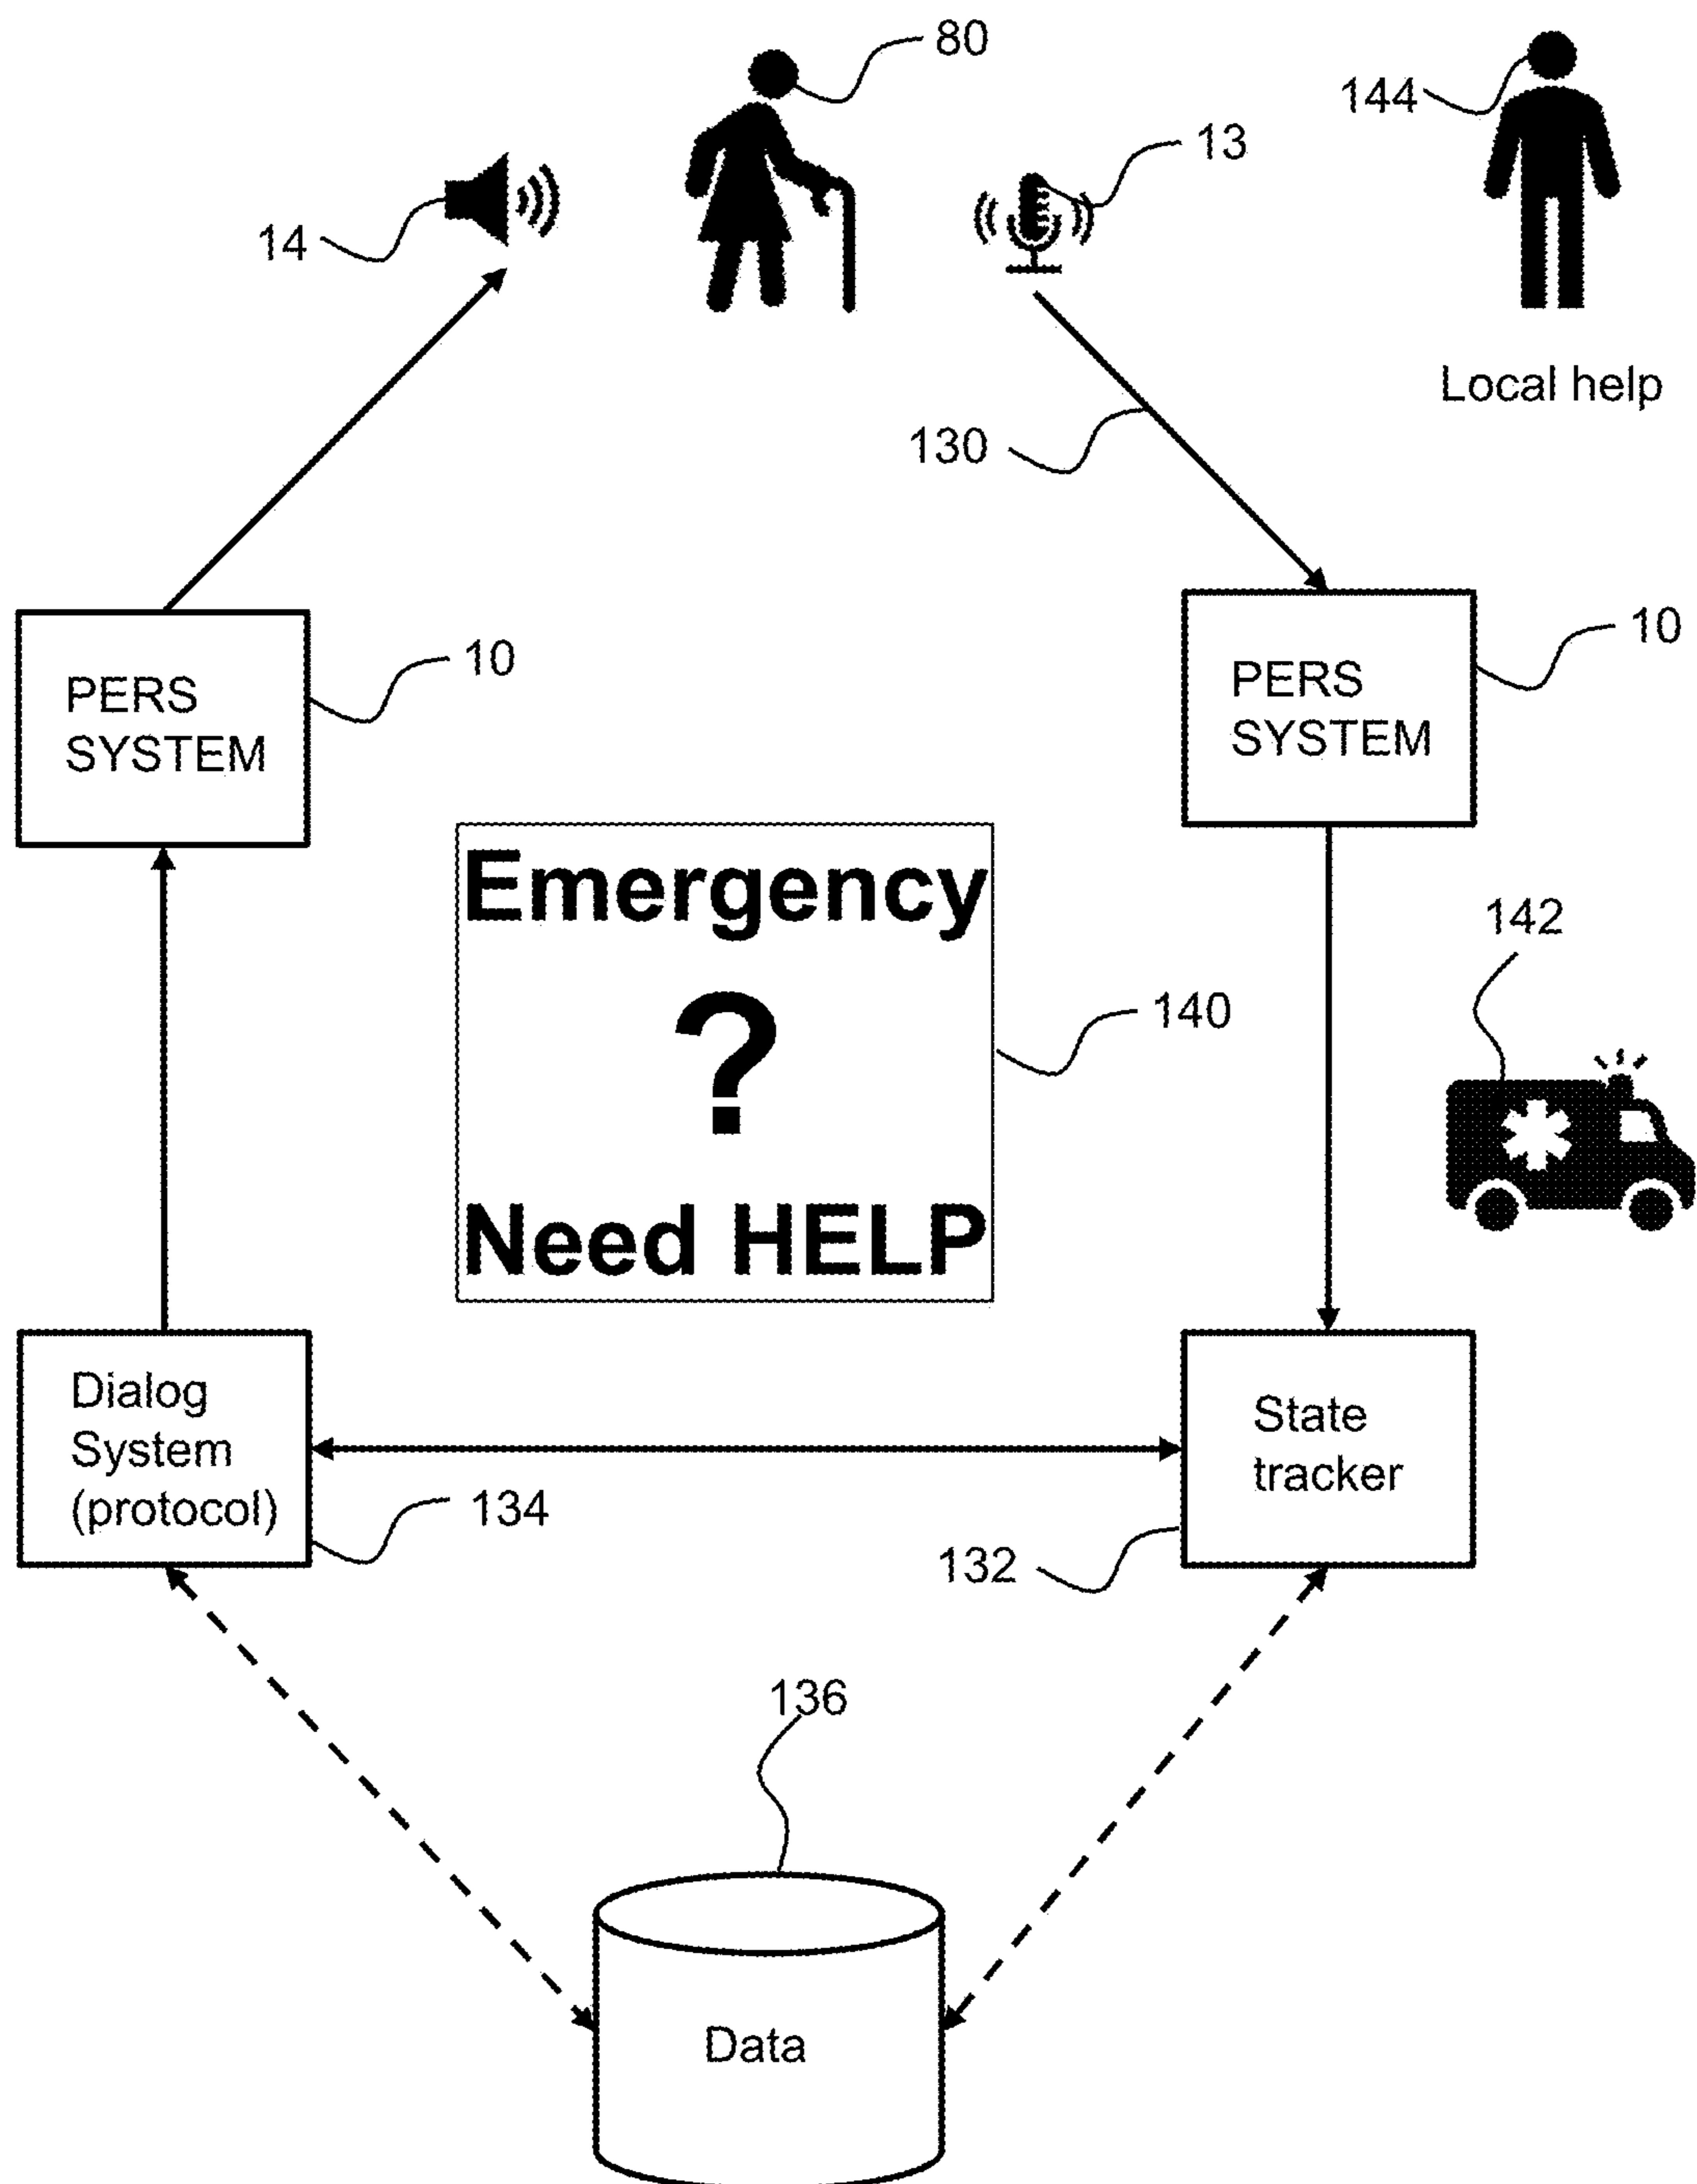 80
144
13
14
Local help
130
10
PERS
SYSTEM
10
PERS
SYSTEM
Emergency
?
Need HELP
142
140
Dialog
System
(protocol)
134
State
tracker
132
136
Data